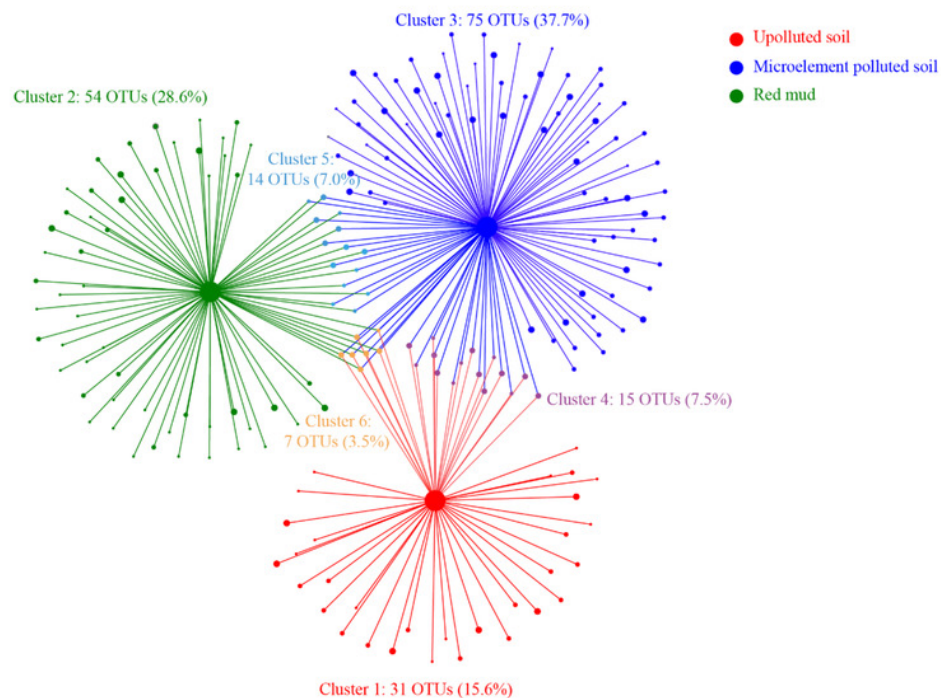 Cluster 3: 75 OTUs (37.7%)
Upolluted soil
Microelement polluted soil
Red mud
Cluster 2: 54 OTUs (28.6%)
Cluster 5:
14 OTUs (7.0%)
Cluster 4: 15 OTUs (7.5%)
Cluster 6:
7 OTUs (3.5%)
Cluster 1: 31 OTUs (15.6%)